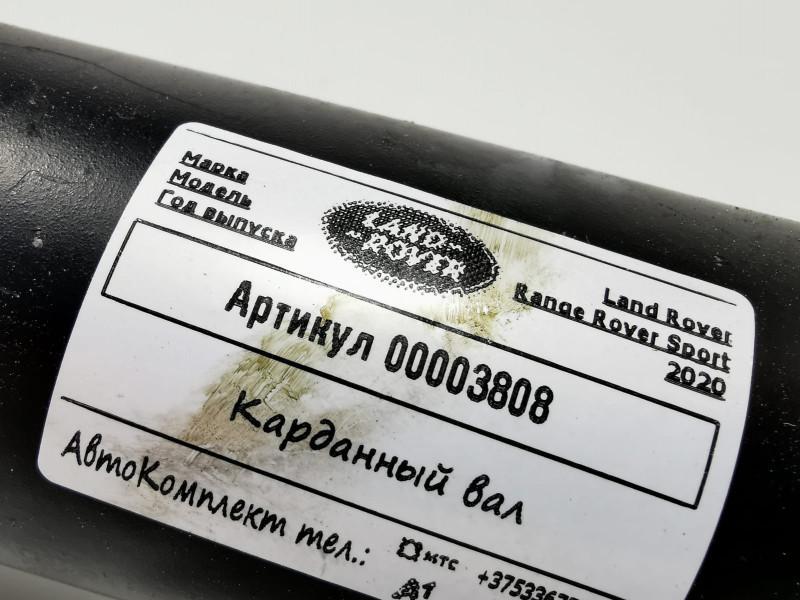 Марка Land Rover
Модель Range Rover Sport
Год выпуска 2020
LAND-
-ROVER
Артикул 00003808
Карданный вал
АвтоКомплект тел.:
мтс
A1